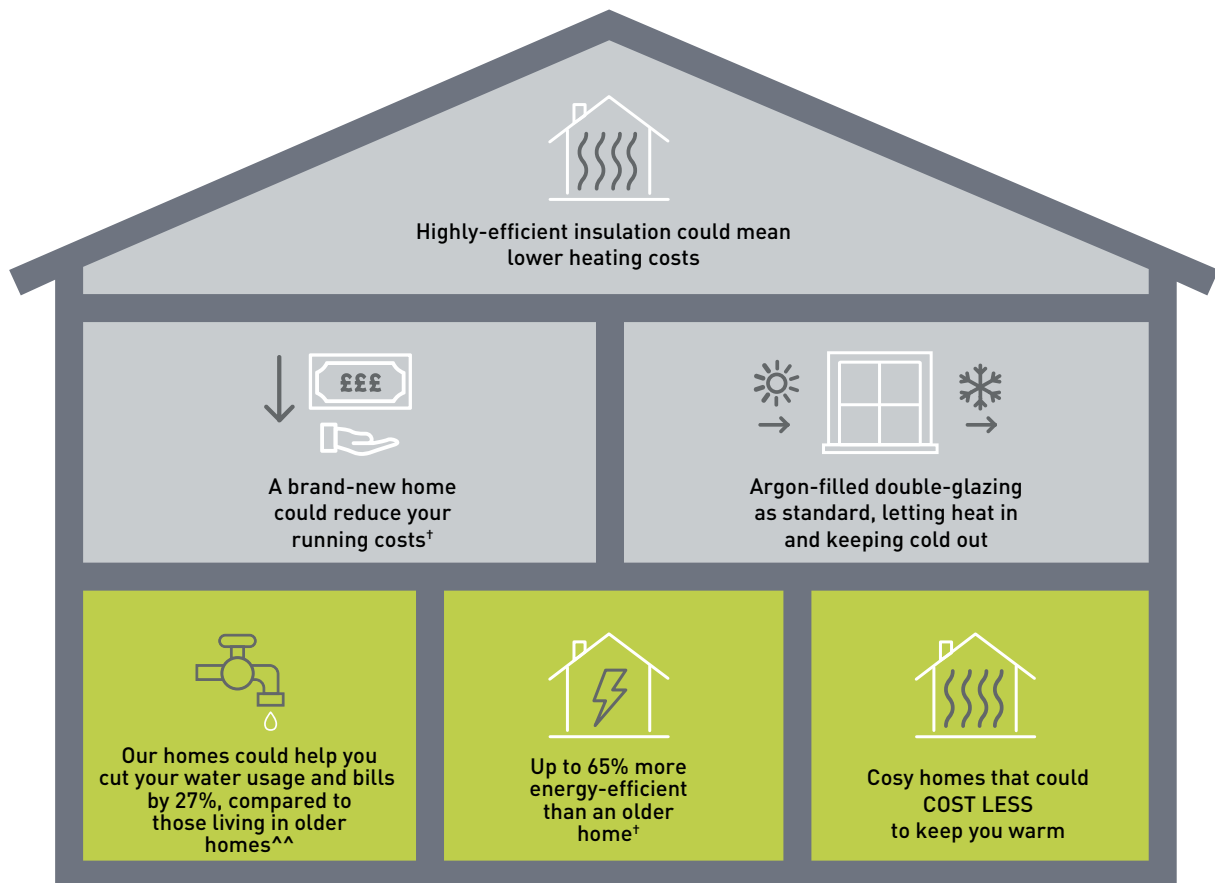 Highly-efficient insulation could mean
lower heating costs
£££
A brand-new home
could reduce your
running costs†
Argon-filled double-glazing
as standard, letting heat in
and keeping cold out
Our homes could help you
cut your water usage and bills
by 27%, compared to
those living in older
homes^^
Up to 65% more
energy-efficient
than an older
home†
Cosy homes that could
COST LESS
to keep you warm